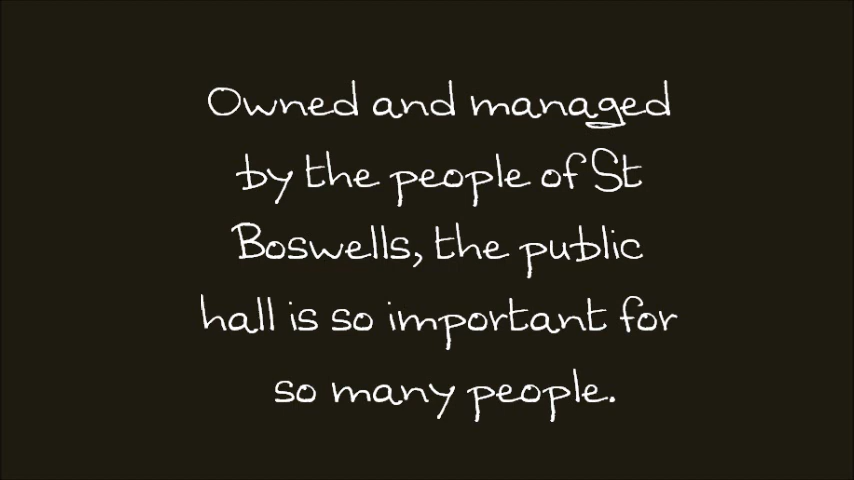 Owned and managed
by the people of St
Boswells, the public
hall is so important for
so many people.